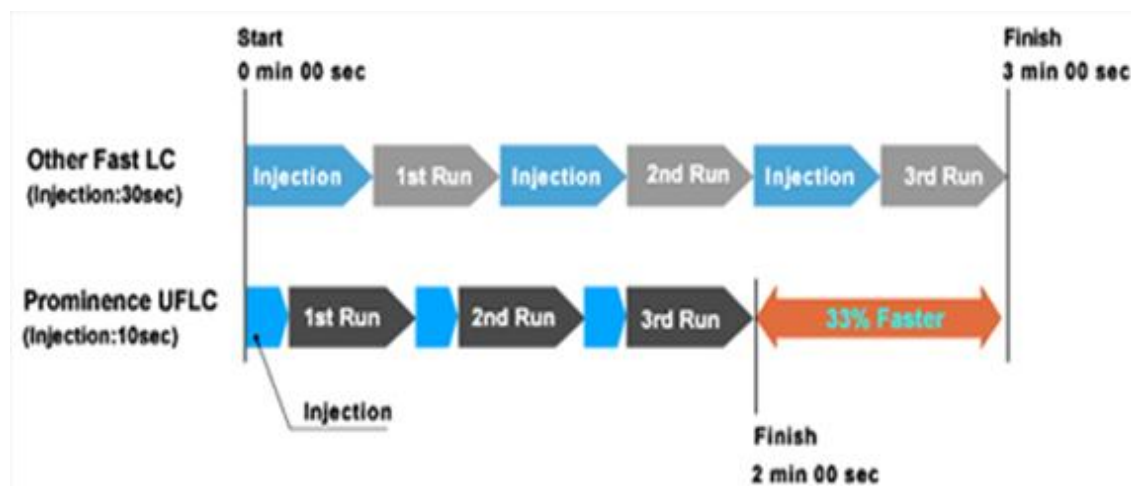 Start
0 min 00 sec
Finish
3 min 00 sec
Other Fast LC
(Injection:30sec)
Injection
1st Run
Injection
2nd Run
Injection
3rd Run
Prominence UFLC
(Injection:10sec)
1st Run
2nd Run
3rd Run
33% Faster
Injection
Finish
2 min 00 sec